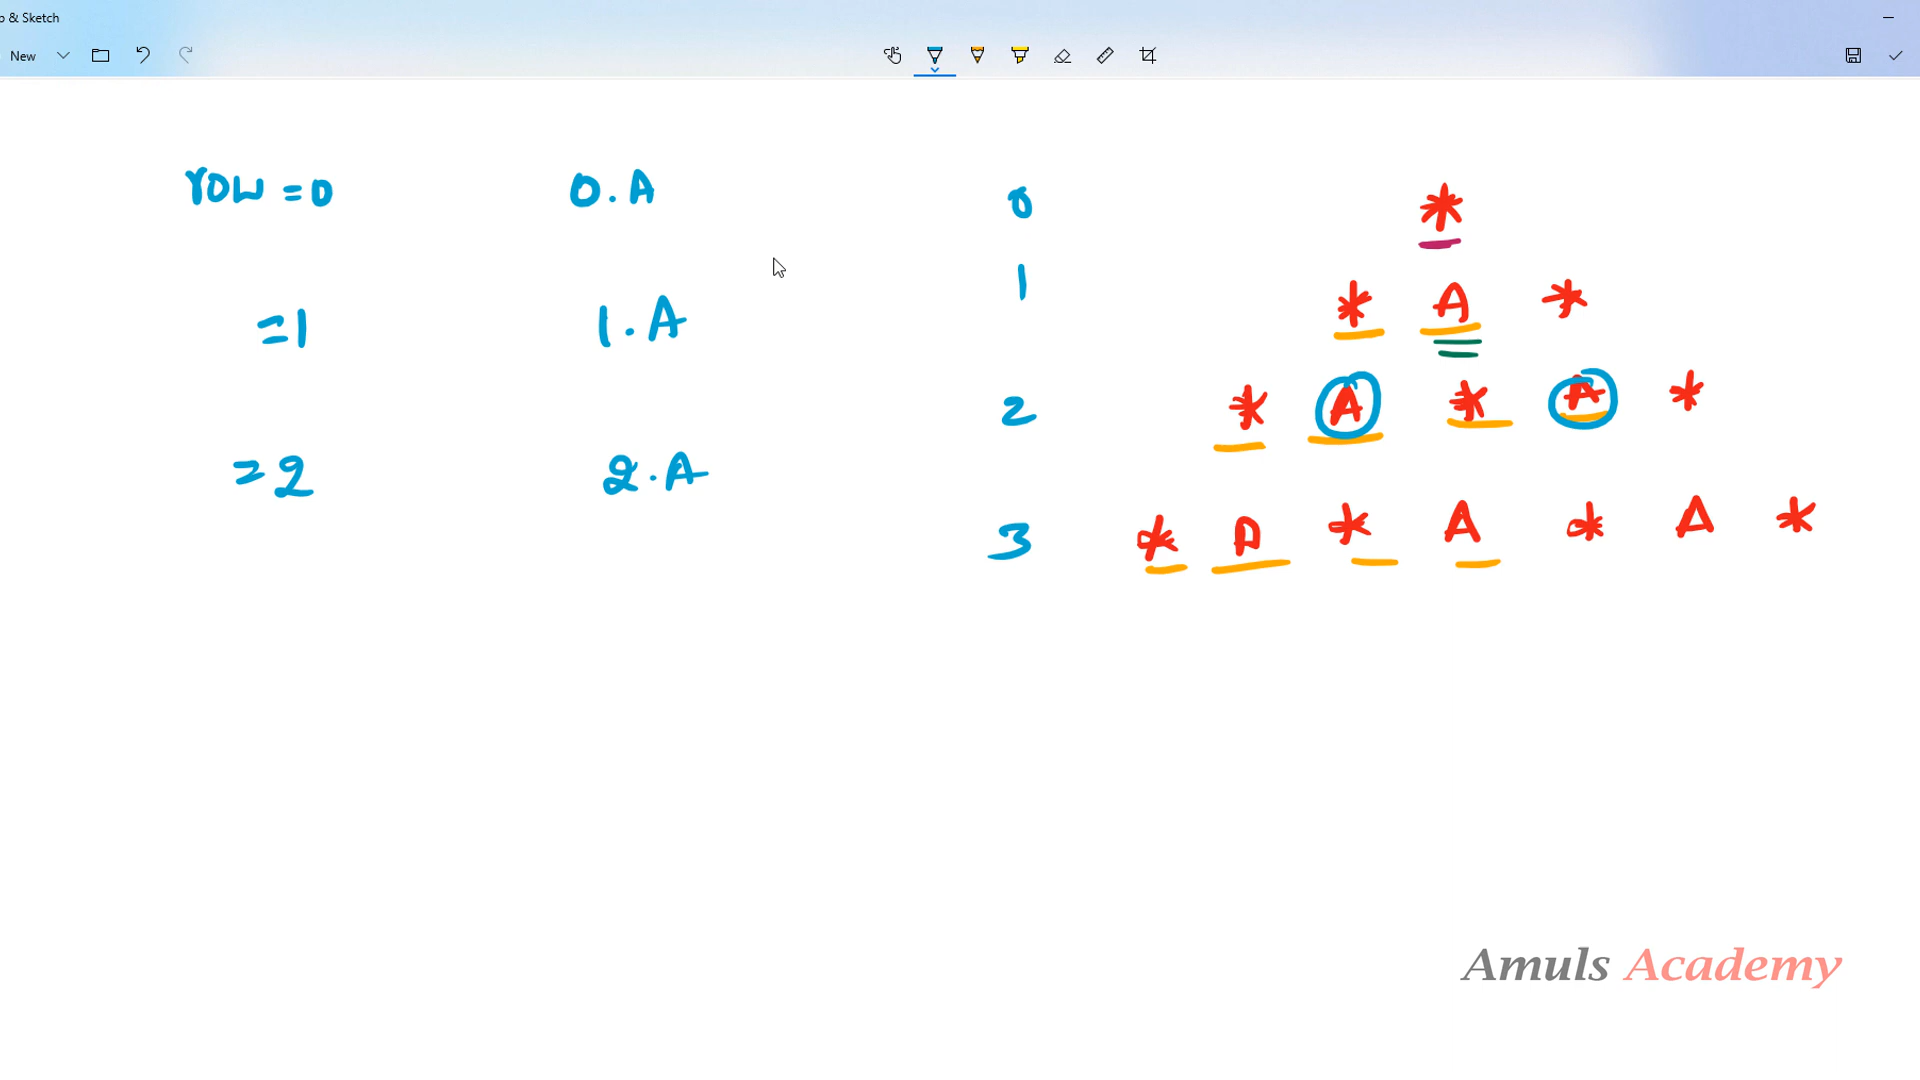 p & Sketch
New
row = 0 0.A 0 *
= 1 1.A 1 * A *
= 2 2.A 2 * A * A *
3 * A * A * A *
Amuls Academy